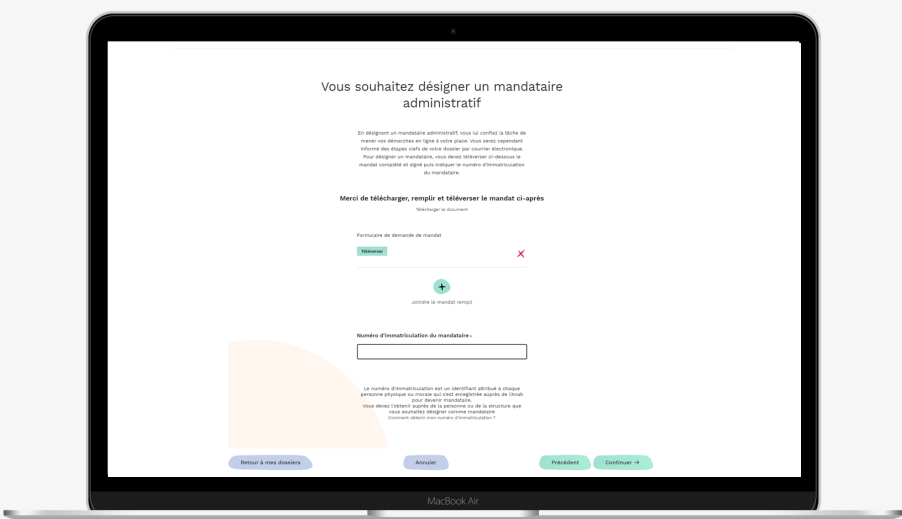 Vous souhaitez désigner un mandataire
administratif
En désignant un mandataire administratif, vous lui confiez la tâche de
mener vos démarches en ligne à votre place. Vous serez cependant
informé des étapes clefs de votre dossier par courrier électronique.
Pour désigner un mandataire, vous devez téléverser ci-dessous le
mandat complété et signé puis indiquer le numéro d'immatriculation
du mandataire.
Merci de télécharger, remplir et téléverser le mandat ci-après
Télécharger le document
Formulaire de demande de mandat
Téléverser
Joindre le mandat rempli
Numéro d'immatriculation du mandataire
Le numéro d'immatriculation est un identifiant attribué à chaque
personne physique ou morale qui s'est enregistrée auprès de l'Anah
pour devenir mandataire.
Vous devez l'obtenir auprès de la personne ou de la structure que
vous souhaitez désigner comme mandataire
Comment obtenir mon numéro d'immatriculation ?
Retour à mes dossiers
Annuler
Précédent
Continuer →
MacBook Air